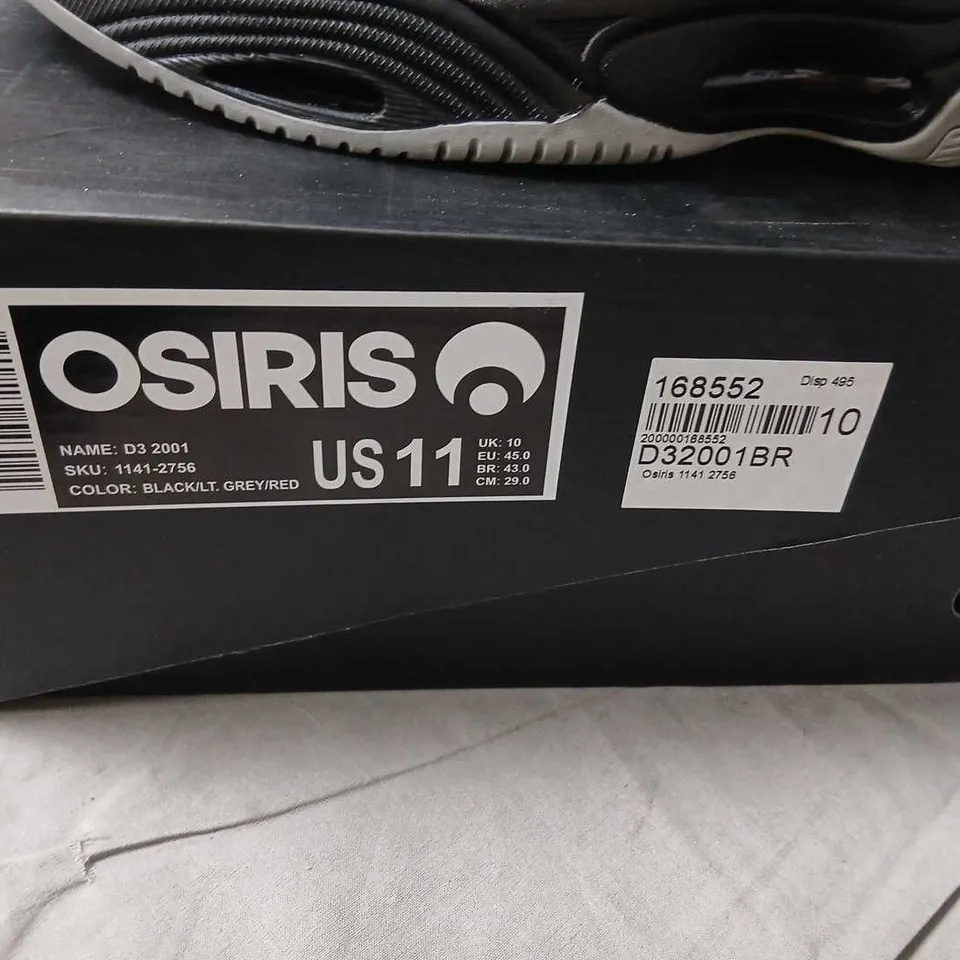 OSIRIS
NAME: D3 2001
SKU: 1141-2756
COLOR: BLACK/LT. GREY/RED
US 11
UK: 10
EU: 45.0
BR: 43.0
CM: 29.0
168552 Disp 495
10
200000168552
D32001BR
Osiris 1141 2756